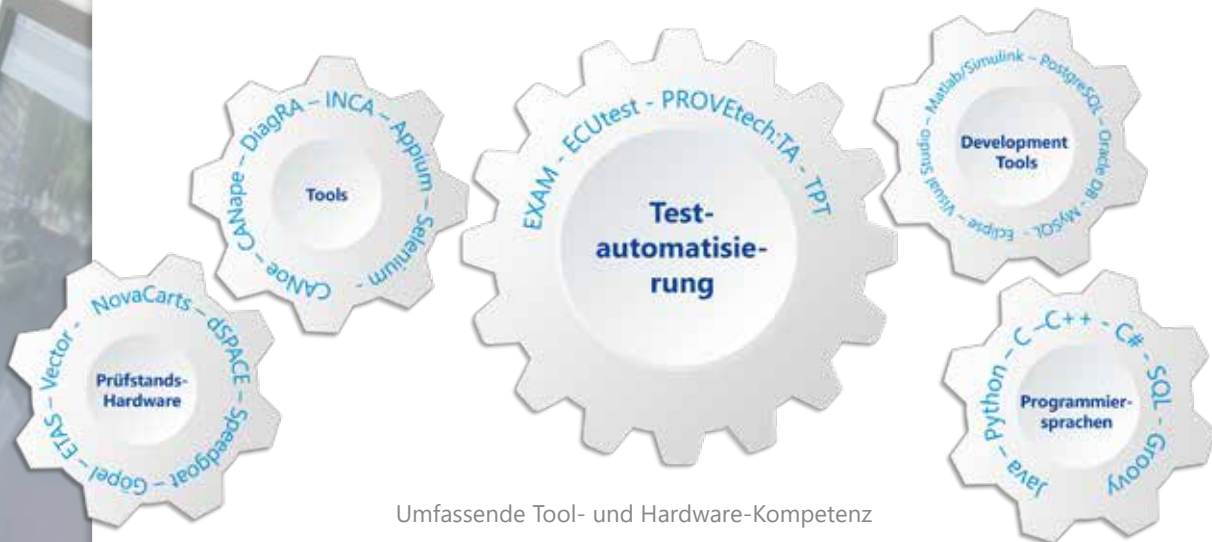 NovaCarts – dSPACE – Speedgoat – Göpel – ETAS – Vector -
Prüfstands-
Hardware
CANoe – CANape – DiagRA – INCA – Appium – Selenium -
Tools
EXAM - ECUtest - PROVEtech:TA - TPT
Test-
automatisie-
rung
Eclipse – Visual Studio – Matlab/Simulink – PostgreSQL – Oracle DB - MySQL -
Development
Tools
Java – Python – C –C++ - C# - SQL - Groovy
Programmier-
sprachen
Umfassende Tool- und Hardware-Kompetenz